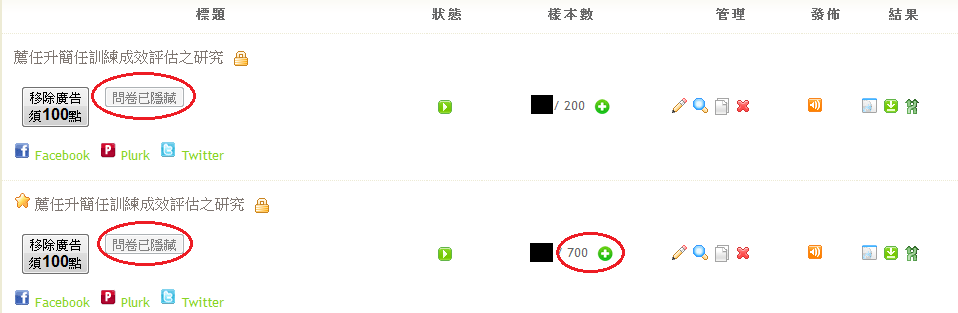 標題 狀態 樣本數 管理 發佈 結果
薦任升簡任訓練成效評估之研究
移除廣告
須100點
問卷已隱藏
/ 200
Facebook Plurk Twitter
薦任升簡任訓練成效評估之研究
移除廣告
須100點
問卷已隱藏
/ 700
Facebook Plurk Twitter